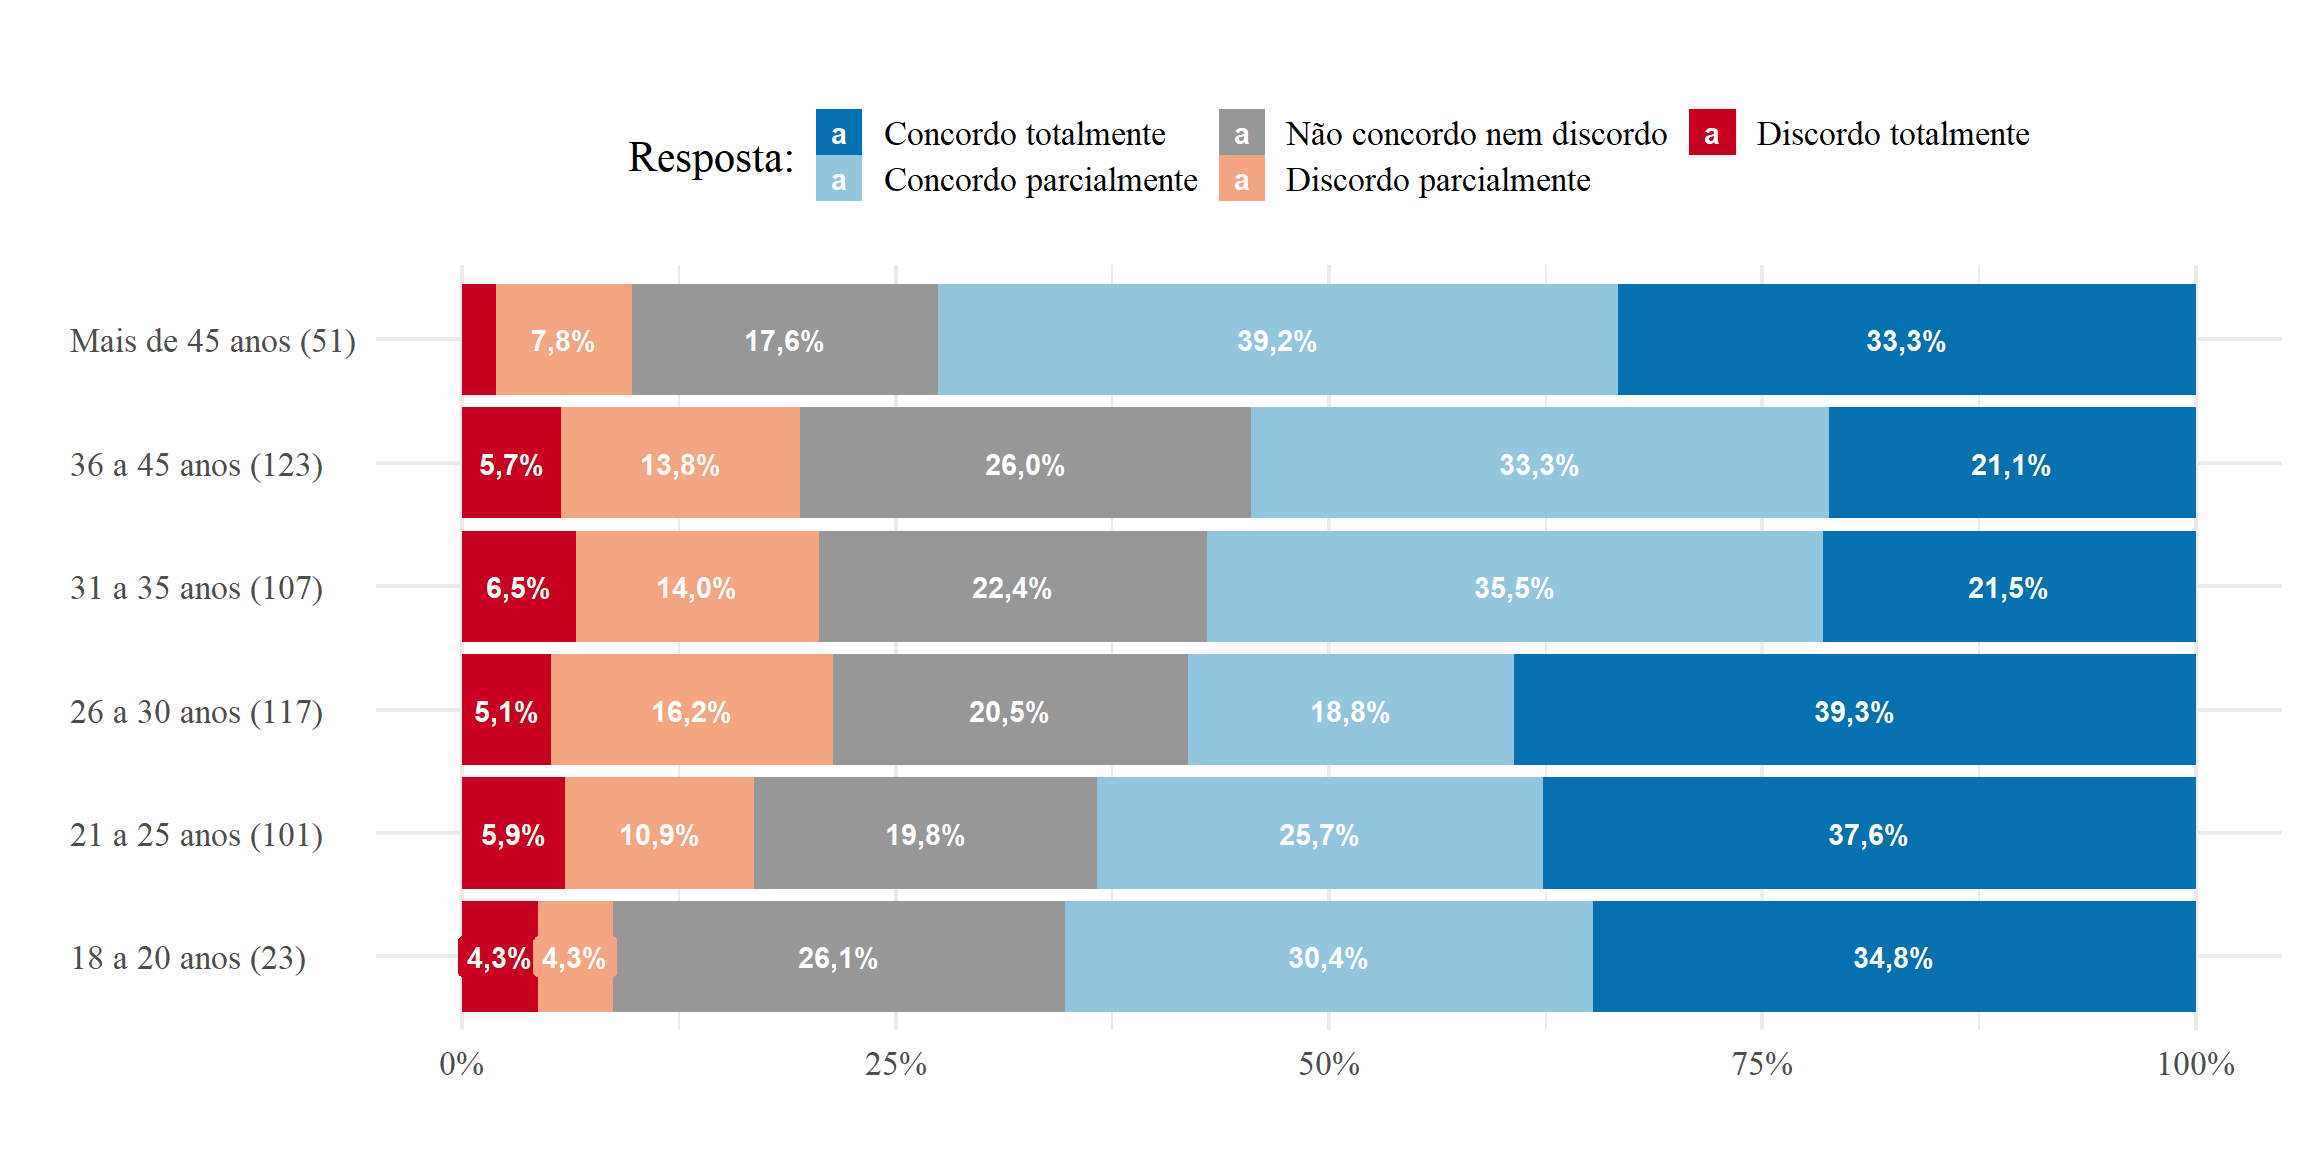 Resposta:
a Concordo totalmente
a Concordo parcialmente
a Não concordo nem discordo
a Discordo parcialmente
a Discordo totalmente
Mais de 45 anos (51) 7,8% 17,6% 39,2% 33,3%
36 a 45 anos (123) 5,7% 13,8% 26,0% 33,3% 21,1%
31 a 35 anos (107) 6,5% 14,0% 22,4% 35,5% 21,5%
26 a 30 anos (117) 5,1% 16,2% 20,5% 18,8% 39,3%
21 a 25 anos (101) 5,9% 10,9% 19,8% 25,7% 37,6%
18 a 20 anos (23) 4,3% 4,3% 26,1% 30,4% 34,8%
0% 25% 50% 75% 100%